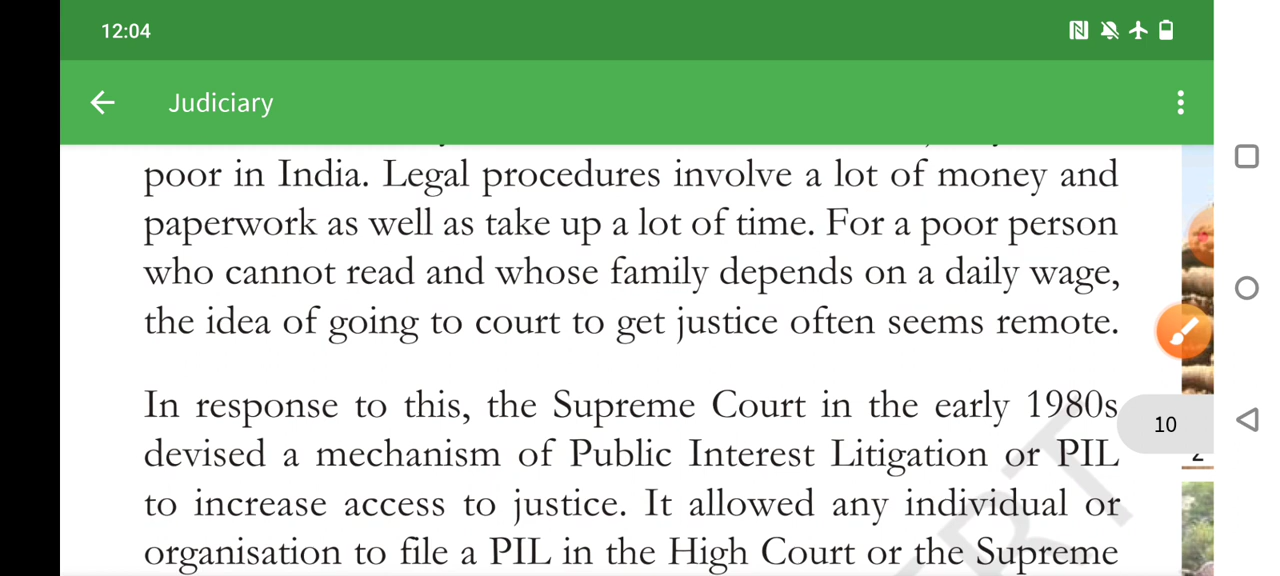 12:04
Judiciary
poor in India. Legal procedures involve a lot of money and
paperwork as well as take up a lot of time. For a poor person
who cannot read and whose family depends on a daily wage,
the idea of going to court to get justice often seems remote.
In response to this, the Supreme Court in the early 1980s
devised a mechanism of Public Interest Litigation or PIL
to increase access to justice. It allowed any individual or
organisation to file a PIL in the High Court or the Supreme
10